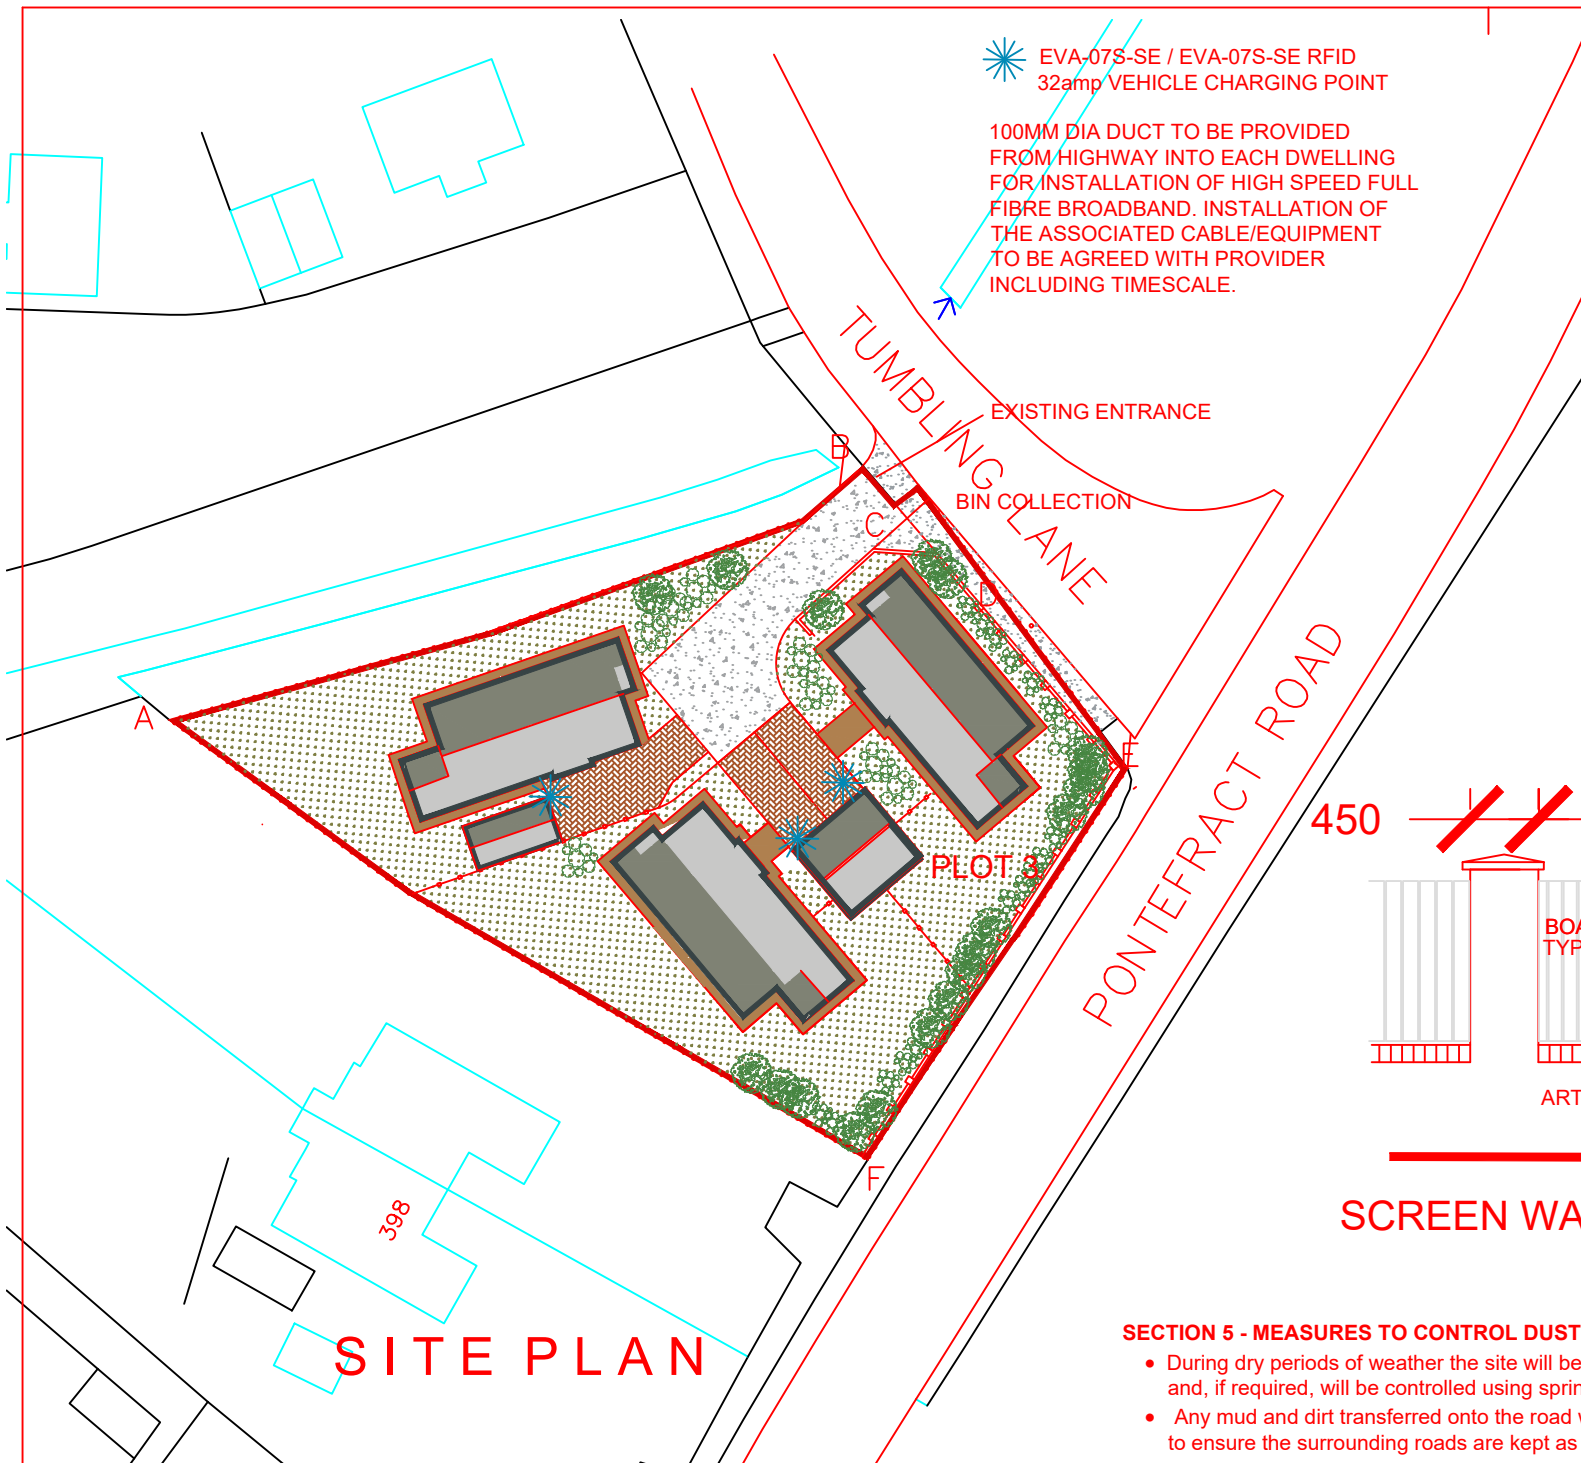 EVA-07S-SE / EVA-07S-SE RFID
32amp VEHICLE CHARGING POINT
100MM DIA DUCT TO BE PROVIDED
FROM HIGHWAY INTO EACH DWELLING
FOR INSTALLATION OF HIGH SPEED FULL
FIBRE BROADBAND. INSTALLATION OF
THE ASSOCIATED CABLE/EQUIPMENT
TO BE AGREED WITH PROVIDER
INCLUDING TIMESCALE.
TUMBLING LANE
EXISTING ENTRANCE
B
BIN COLLECTION
C
D
A
E
PONTEFRACT ROAD
PLOT 3
450
BOA
TYP
ART
F
398
SCREEN WA
SITE PLAN
SECTION 5 - MEASURES TO CONTROL DUST
• During dry periods of weather the site will be
and, if required, will be controlled using sprin
• Any mud and dirt transferred onto the road w
to ensure the surrounding roads are kept as